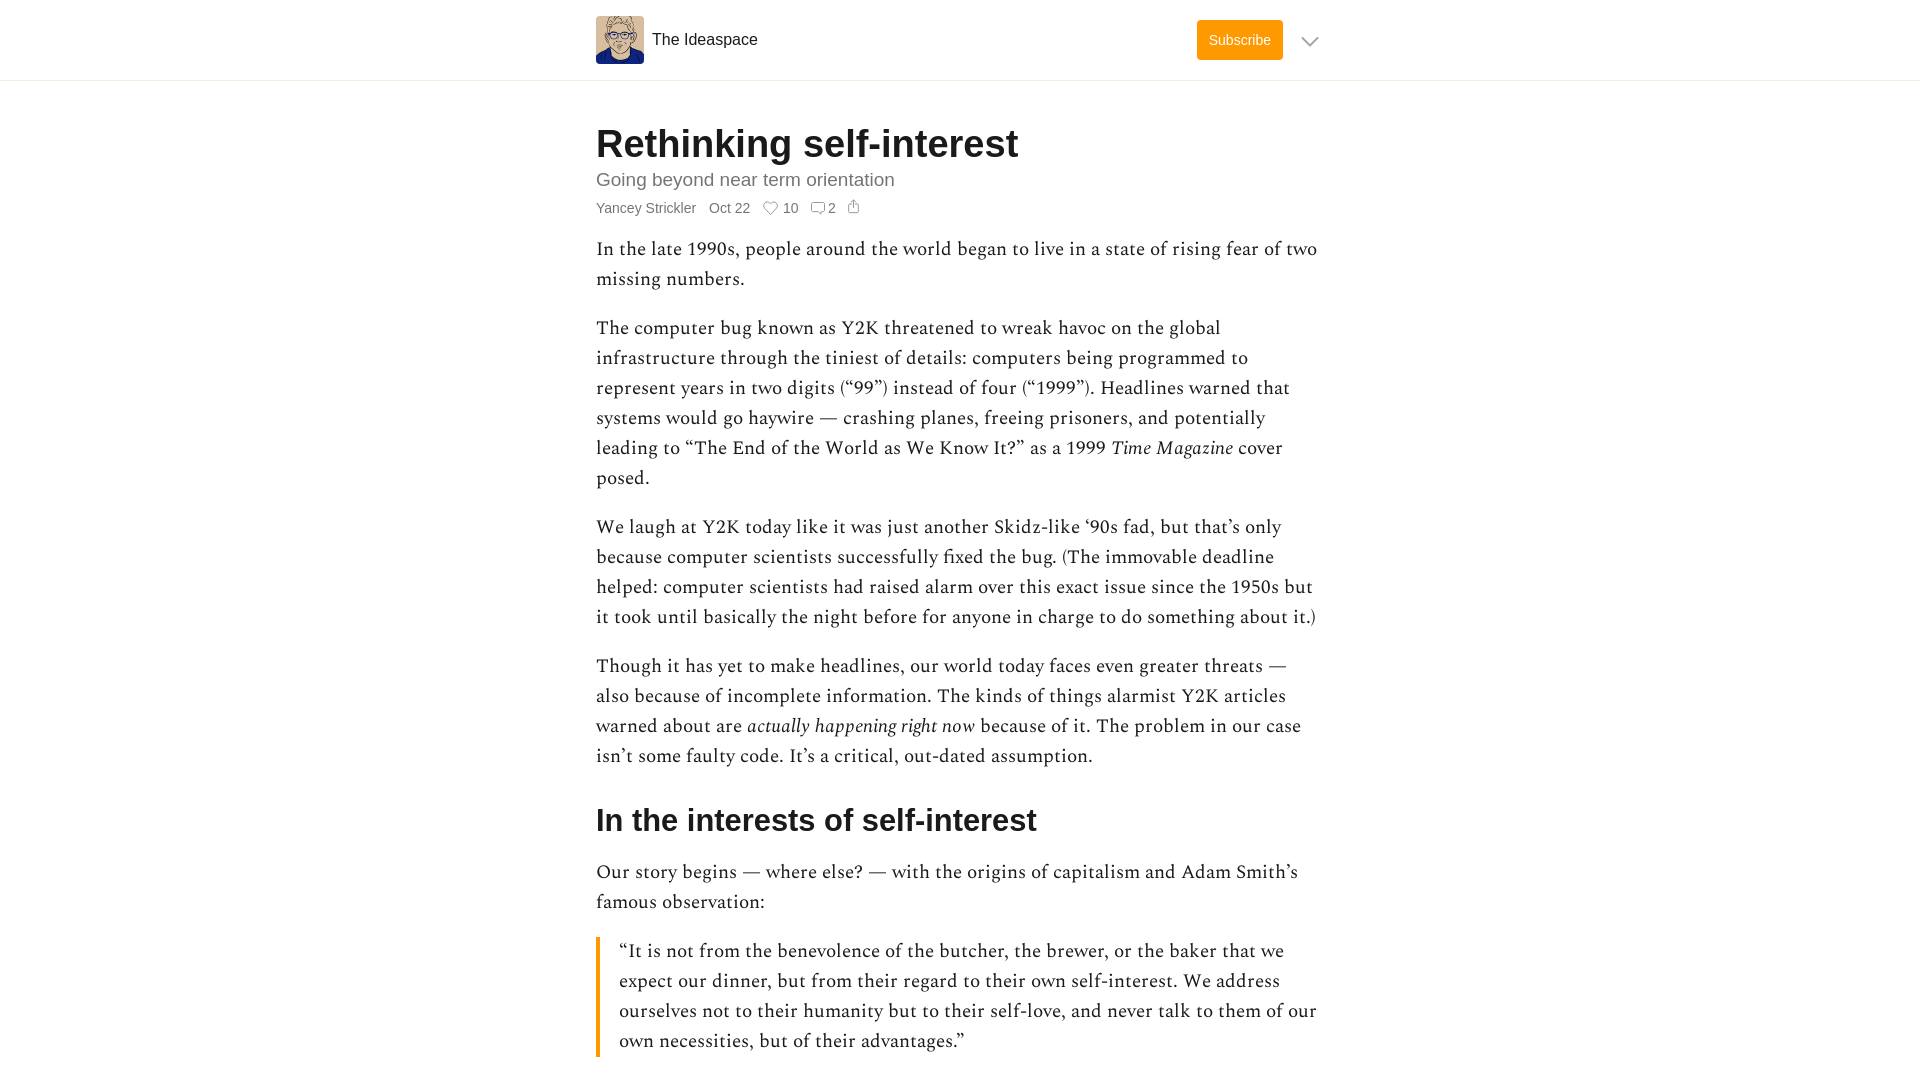 The Ideaspace
Subscribe
Rethinking self-interest
Going beyond near term orientation
Yancey Strickler Oct 22 10 2
In the late 1990s, people around the world began to live in a state of rising fear of two
missing numbers.
The computer bug known as Y2K threatened to wreak havoc on the global
infrastructure through the tiniest of details: computers being programmed to
represent years in two digits (“99”) instead of four (“1999”). Headlines warned that
systems would go haywire — crashing planes, freeing prisoners, and potentially
leading to “The End of the World as We Know It?” as a 1999 Time Magazine cover
posed.
We laugh at Y2K today like it was just another Skidz-like ‘90s fad, but that’s only
because computer scientists successfully fixed the bug. (The immovable deadline
helped: computer scientists had raised alarm over this exact issue since the 1950s but
it took until basically the night before for anyone in charge to do something about it.)
Though it has yet to make headlines, our world today faces even greater threats —
also because of incomplete information. The kinds of things alarmist Y2K articles
warned about are actually happening right now because of it. The problem in our case
isn’t some faulty code. It’s a critical, out-dated assumption.
In the interests of self-interest
Our story begins — where else? — with the origins of capitalism and Adam Smith’s
famous observation:
“It is not from the benevolence of the butcher, the brewer, or the baker that we
expect our dinner, but from their regard to their own self-interest. We address
ourselves not to their humanity but to their self-love, and never talk to them of our
own necessities, but of their advantages.”